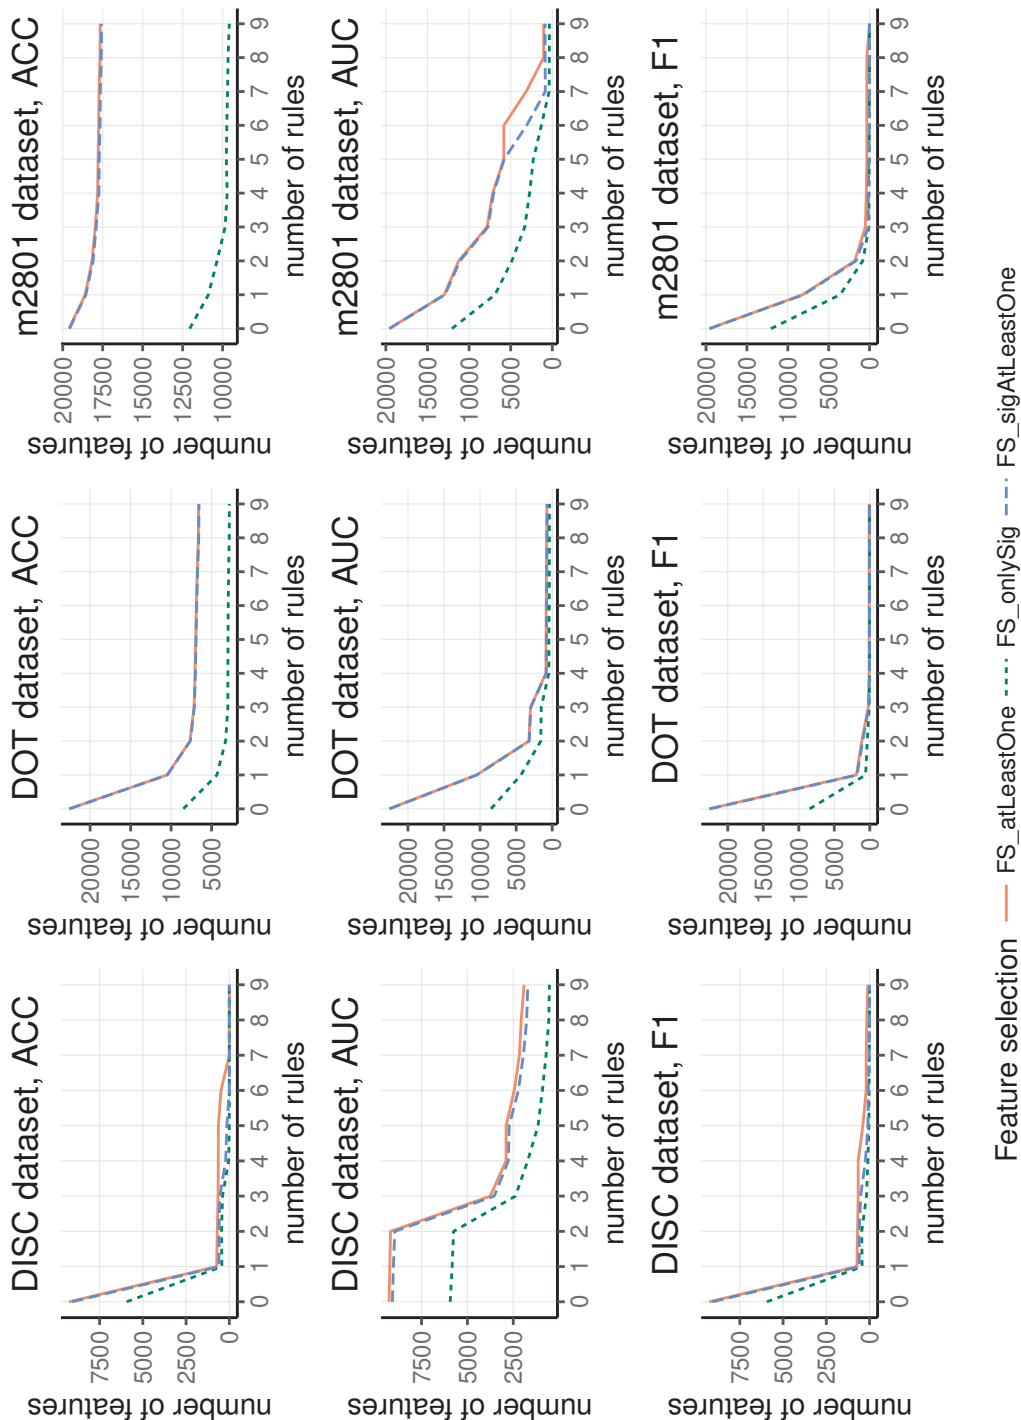 DISC dataset, ACC
number of features
7500
5000
2500
0
0 1 2 3 4 5 6 7 8 9
number of rules
DOT dataset, ACC
number of features
20000
15000
10000
5000
0 1 2 3 4 5 6 7 8 9
number of rules
m2801 dataset, ACC
number of features
20000
17500
15000
12500
10000
0 1 2 3 4 5 6 7 8 9
number of rules
DISC dataset, AUC
number of features
7500
5000
2500
0 1 2 3 4 5 6 7 8 9
number of rules
DOT dataset, AUC
number of features
20000
15000
10000
5000
0
0 1 2 3 4 5 6 7 8 9
number of rules
m2801 dataset, AUC
number of features
20000
15000
10000
5000
0
0 1 2 3 4 5 6 7 8 9
number of rules
DISC dataset, F1
number of features
7500
5000
2500
0
0 1 2 3 4 5 6 7 8 9
number of rules
DOT dataset, F1
number of features
20000
15000
10000
5000
0
0 1 2 3 4 5 6 7 8 9
number of rules
m2801 dataset, F1
number of features
20000
15000
10000
5000
0
0 1 2 3 4 5 6 7 8 9
number of rules
Feature selection FS_atLeastOne FS_onlySig FS_sigAtLeastOne